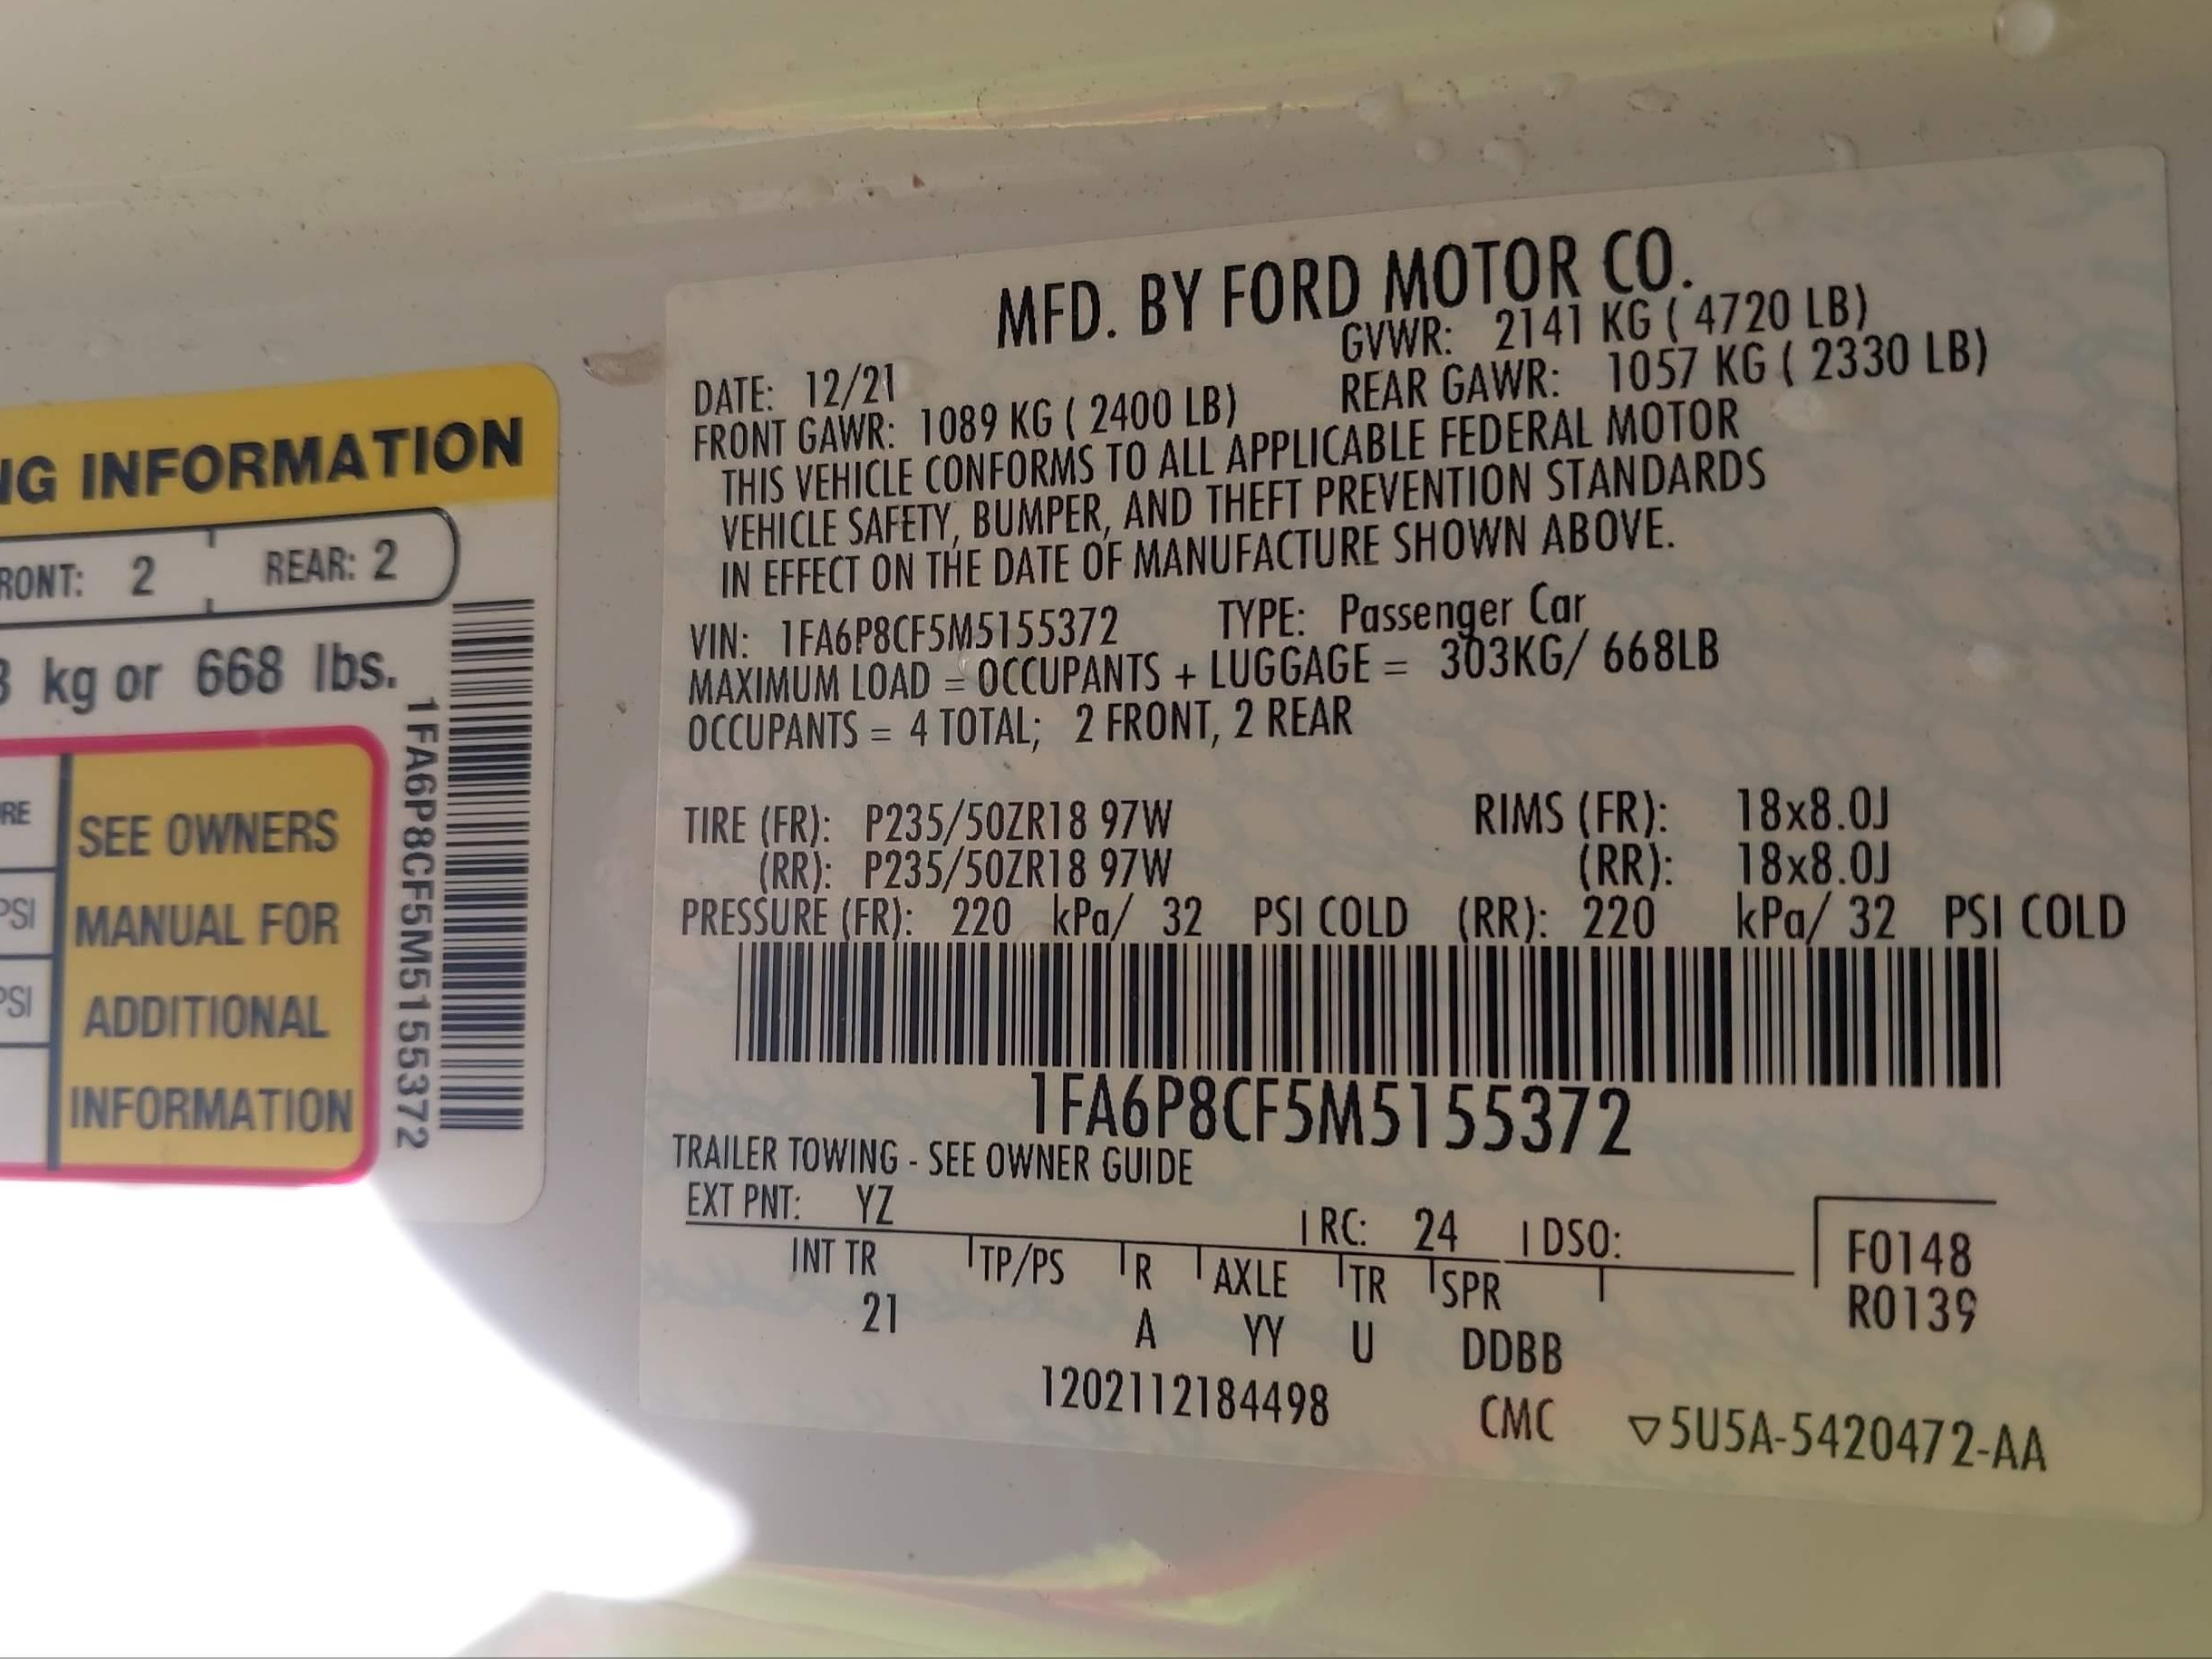 NG INFORMATION
RONT: 2 REAR: 2
kg or 668 lbs.
RE
PSI
PSI
SEE OWNERS
MANUAL FOR
ADDITIONAL
INFORMATION
1FA6P8CF5M5155372
MFD. BY FORD MOTOR CO.
DATE: 12/21 GVWR: 2141 KG ( 4720 LB)
FRONT GAWR: 1089 KG ( 2400 LB) REAR GAWR: 1057 KG ( 2330 LB)
THIS VEHICLE CONFORMS TO ALL APPLICABLE FEDERAL MOTOR
VEHICLE SAFETY, BUMPER, AND THEFT PREVENTION STANDARDS
IN EFFECT ON THE DATE OF MANUFACTURE SHOWN ABOVE.
VIN: 1FA6P8CF5M5155372 TYPE: Passenger Car
MAXIMUM LOAD = OCCUPANTS + LUGGAGE = 303KG/ 668LB
OCCUPANTS = 4 TOTAL; 2 FRONT, 2 REAR
TIRE (FR): P235/50ZR18 97W RIMS (FR): 18x8.0J
(RR): P235/50ZR18 97W (RR): 18x8.0J
PRESSURE (FR): 220 kPa/ 32 PSI COLD (RR): 220 kPa/ 32 PSI COLD
1FA6P8CF5M5155372
TRAILER TOWING - SEE OWNER GUIDE
EXT PNT: YZ RC: 24 DSO: F0148
INT TR TP/PS R AXLE TR SPR R0139
21 A YY U DDBB
1202112184498 CMC ▽5U5A-5420472-AA